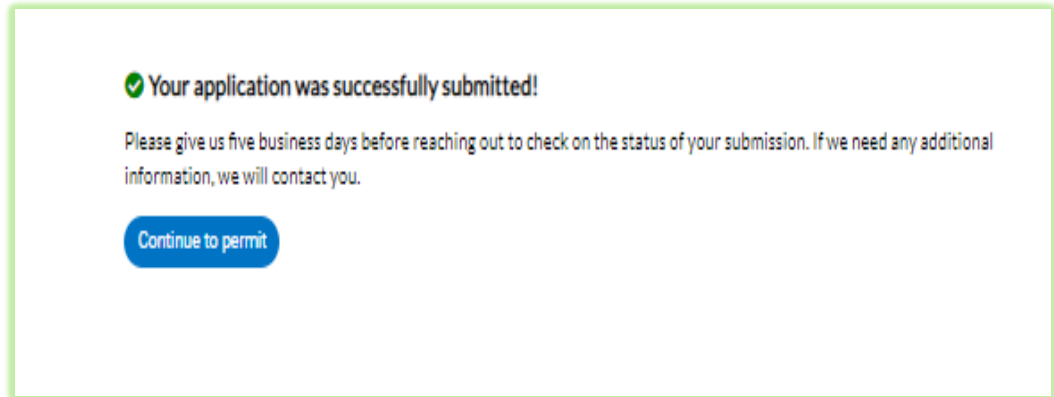 Your application was successfully submitted!
Please give us five business days before reaching out to check on the status of your submission. If we need any additional
information, we will contact you.
Continue to permit